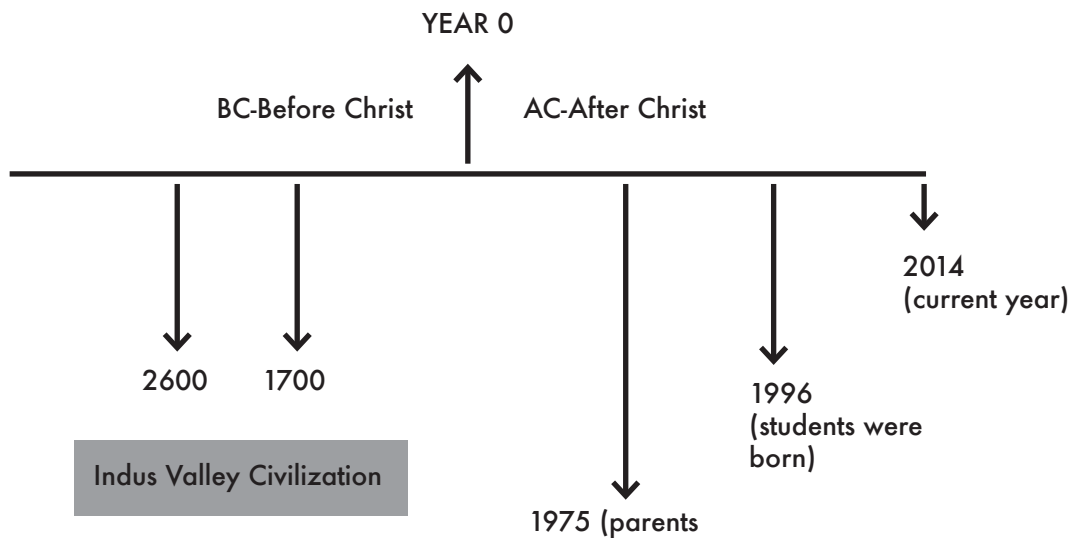 YEAR 0
BC-Before Christ
AC-After Christ
2600
1700
Indus Valley Civilization
1975 (parents
1996
(students were
born)
2014
(current year)